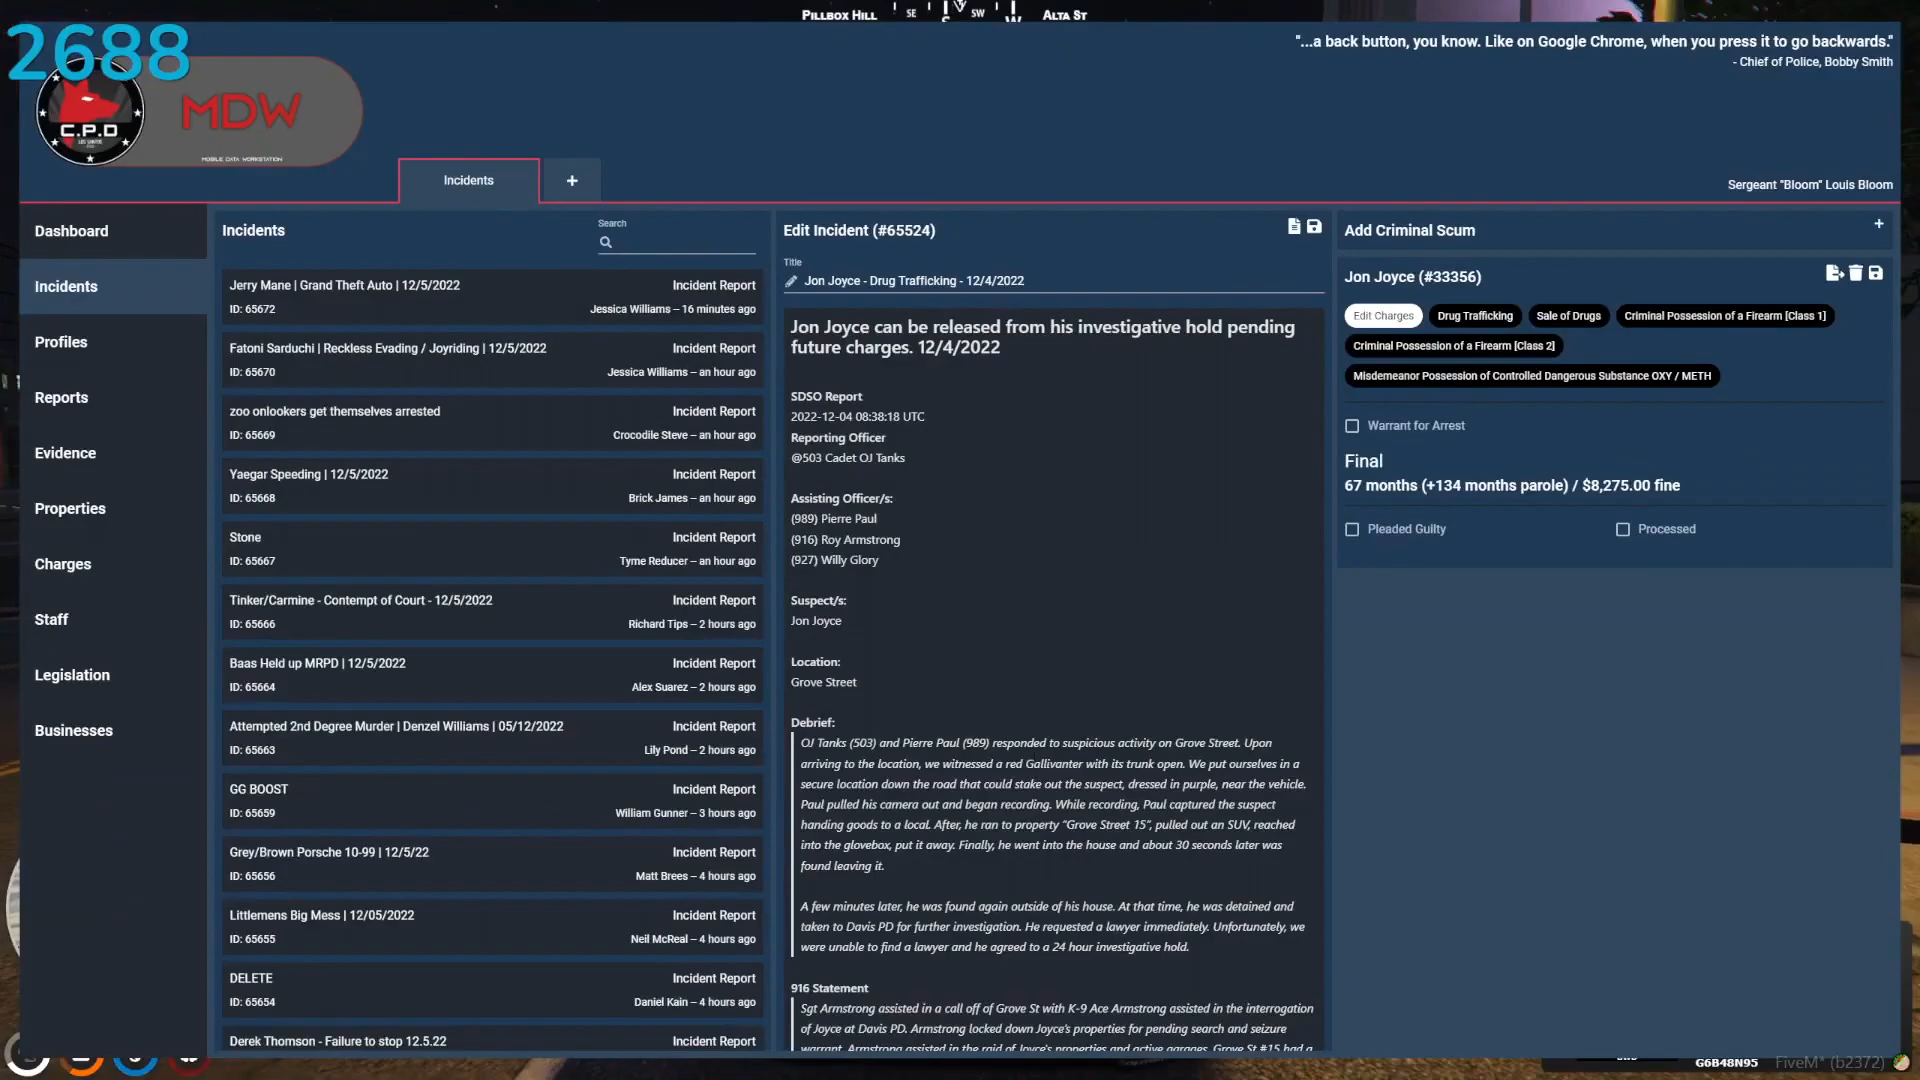 PILLBOX HILL SE SW W ALTA ST
2688
"...a back button, you know. Like on Google Chrome, when you press it to go backwards."
- Chief of Police, Bobby Smith
C.P.D
MDW
MOBILE DATA WORKSTATION
Incidents +
Sergeant "Bloom" Louis Bloom
Dashboard
Incidents
Profiles
Reports
Evidence
Properties
Charges
Staff
Legislation
Businesses
Incidents
Search
Jerry Mane | Grand Theft Auto | 12/5/2022 Incident Report
ID: 65672 Jessica Williams – 16 minutes ago
Fatoni Sarduchi | Reckless Evading / Joyriding | 12/5/2022 Incident Report
ID: 65670 Jessica Williams – an hour ago
zoo onlookers get themselves arrested Incident Report
ID: 65669 Crocodile Steve – an hour ago
Yaegar Speeding | 12/5/2022 Incident Report
ID: 65668 Brick James – an hour ago
Stone Incident Report
ID: 65667 Tyme Reducer – an hour ago
Tinker/Carmine - Contempt of Court - 12/5/2022 Incident Report
ID: 65666 Richard Tips – 2 hours ago
Baas Held up MRPD | 12/5/2022 Incident Report
ID: 65664 Alex Suarez – 2 hours ago
Attempted 2nd Degree Murder | Denzel Williams | 05/12/2022 Incident Report
ID: 65663 Lily Pond – 2 hours ago
GG BOOST Incident Report
ID: 65659 William Gunner – 3 hours ago
Grey/Brown Porsche 10-99 | 12/5/22 Incident Report
ID: 65656 Matt Brees – 4 hours ago
Littlemens Big Mess | 12/05/2022 Incident Report
ID: 65655 Neil McReal – 4 hours ago
DELETE Incident Report
ID: 65654 Daniel Kain – 4 hours ago
Derek Thomson - Failure to stop 12.5.22 Incident Report
Edit Incident (#65524)
Title
Jon Joyce - Drug Trafficking - 12/4/2022
Jon Joyce can be released from his investigative hold pending
future charges. 12/4/2022
SDSO Report
2022-12-04 08:38:18 UTC
Reporting Officer
@503 Cadet OJ Tanks
Assisting Officer/s:
(989) Pierre Paul
(916) Roy Armstrong
(927) Willy Glory
Suspect/s:
Jon Joyce
Location:
Grove Street
Debrief:
OJ Tanks (503) and Pierre Paul (989) responded to suspicious activity on Grove Street. Upon
arriving to the location, we witnessed a red Gallivanter with its trunk open. We put ourselves in a
secure location down the road that could stake out the suspect, dressed in purple, near the vehicle.
Paul pulled his camera out and began recording. While recording, Paul captured the suspect
handing goods to a local. After, he ran to property "Grove Street 15", pulled out an SUV, reached
into the glovebox, put it away. Finally, he went into the house and about 30 seconds later was
found leaving it.
A few minutes later, he was found again outside of his house. At that time, he was detained and
taken to Davis PD for further investigation. He requested a lawyer immediately. Unfortunately, we
were unable to find a lawyer and he agreed to a 24 hour investigative hold.
916 Statement
Sgt Armstrong assisted in a call off of Grove St with K-9 Ace Armstrong assisted in the interrogation
of Joyce at Davis PD. Armstrong locked down Joyce's properties for pending search and seizure
warrant. Armstrong assisted in the raid of Joyce's properties and active garages. Grove St #15 had a
Add Criminal Scum +
Jon Joyce (#33356)
Edit Charges Drug Trafficking Sale of Drugs Criminal Possession of a Firearm [Class 1]
Criminal Possession of a Firearm [Class 2]
Misdemeanor Possession of Controlled Dangerous Substance OXY / METH
Warrant for Arrest
Final
67 months (+134 months parole) / $8,275.00 fine
Pleaded Guilty Processed
G6B48N95 FiveM* (b2372)